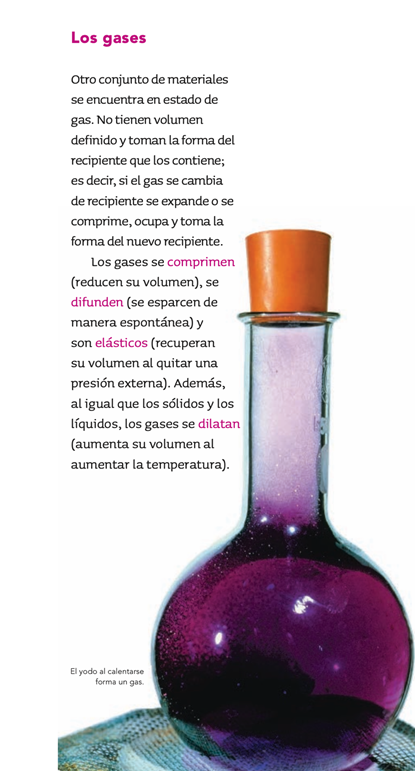 Los gases
Otro conjunto de materiales
se encuentra en estado de
gas. No tienen volumen
definido y toman la forma del
recipiente que los contiene;
es decir, si el gas se cambia
de recipiente se expande o se
comprime, ocupa y toma la
forma del nuevo recipiente.
Los gases se comprimen
(reducen su volumen), se
difunden (se esparcen de
manera espontánea) y
son elásticos (recuperan
su volumen al quitar una
presión externa). Además,
al igual que los sólidos y los
líquidos, los gases se dilatan
(aumenta su volumen al
aumentar la temperatura).
El yodo al calentarse
forma un gas.